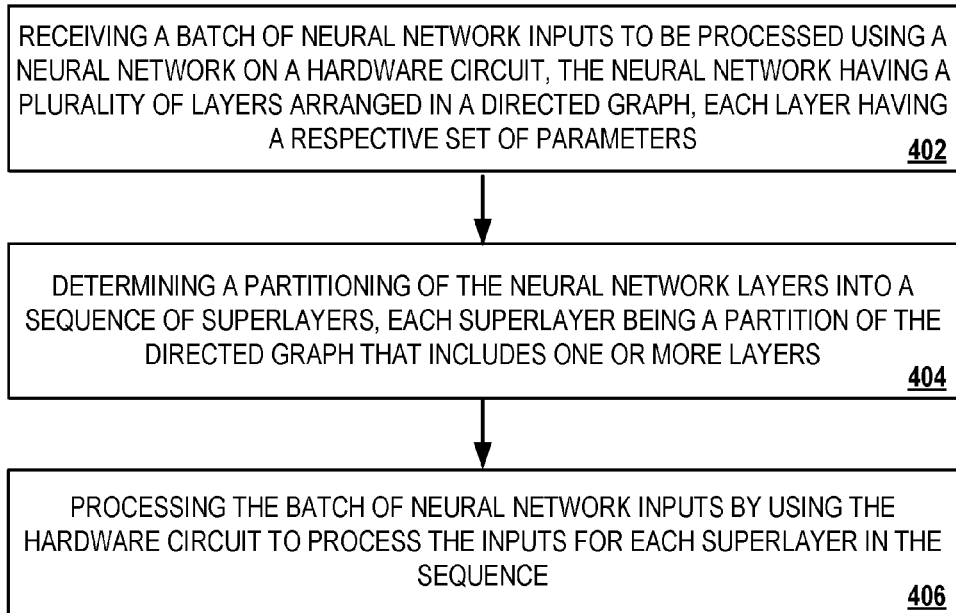 RECEIVING A BATCH OF NEURAL NETWORK INPUTS TO BE PROCESSED USING A
NEURAL NETWORK ON A HARDWARE CIRCUIT, THE NEURAL NETWORK HAVING A
PLURALITY OF LAYERS ARRANGED IN A DIRECTED GRAPH, EACH LAYER HAVING
A RESPECTIVE SET OF PARAMETERS
402
DETERMINING A PARTITIONING OF THE NEURAL NETWORK LAYERS INTO A
SEQUENCE OF SUPERLAYERS, EACH SUPERLAYER BEING A PARTITION OF THE
DIRECTED GRAPH THAT INCLUDES ONE OR MORE LAYERS
404
PROCESSING THE BATCH OF NEURAL NETWORK INPUTS BY USING THE
HARDWARE CIRCUIT TO PROCESS THE INPUTS FOR EACH SUPERLAYER IN THE
SEQUENCE
406